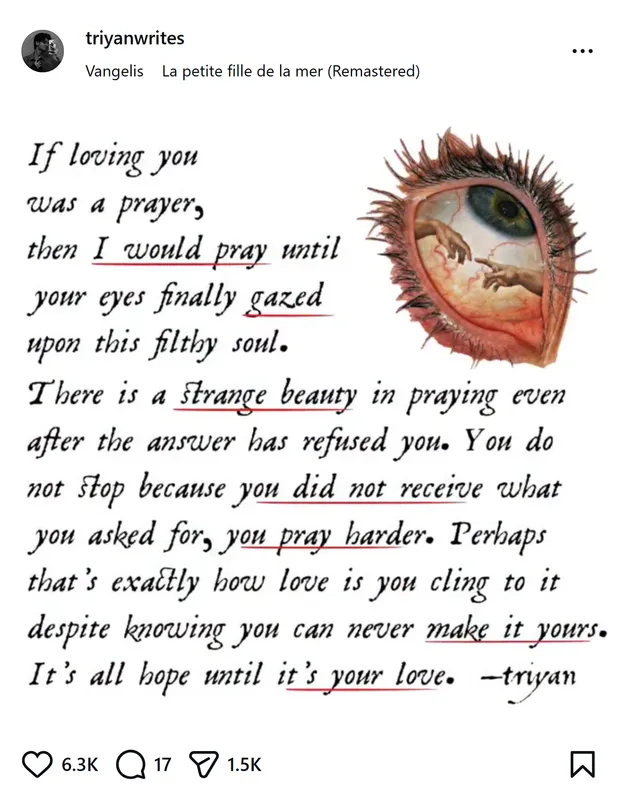 triyanwrites
Vangelis La petite fille de la mer (Remastered)
If loving you
was a prayer,
then I would pray until
your eyes finally gazed
upon this filthy soul.
There is a strange beauty in praying even
after the answer has refused you. You do
not stop because you did not receive what
you asked for, you pray harder. Perhaps
that's exactly how love is you cling to it
despite knowing you can never make it yours.
It's all hope until it's your love. –triyan
6.3K 17 1.5K